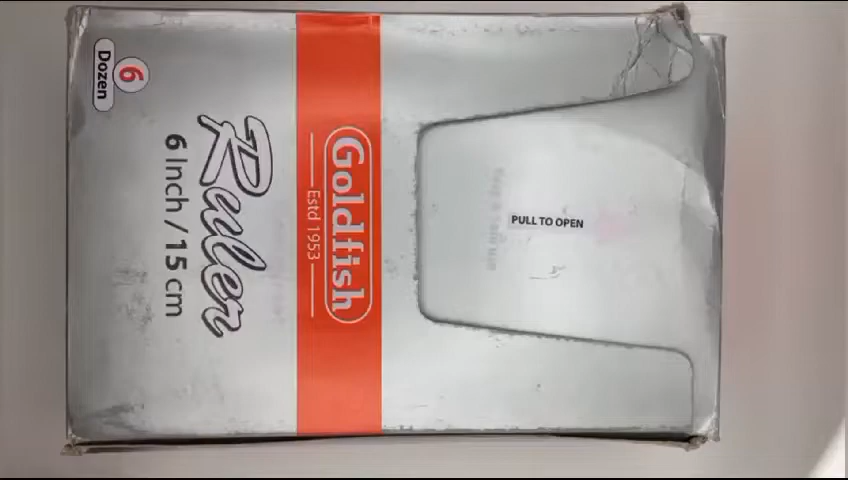 6
Dozen
Ruler
6 Inch / 15 cm
Goldfish
Estd 1953
PULL TO OPEN